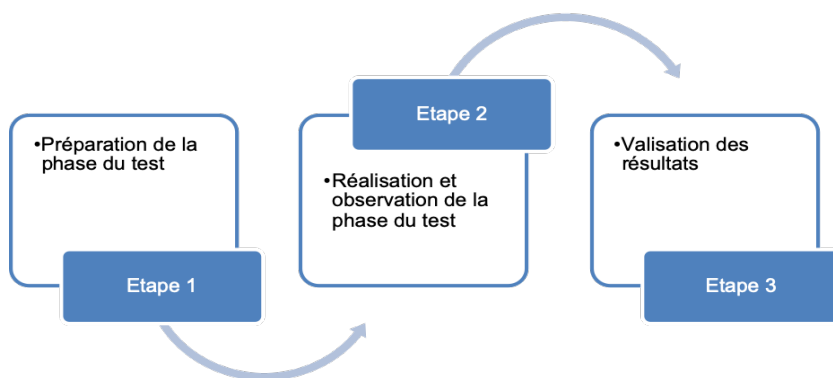 •Préparation de la
phase du test
Etape 1
Etape 2
•Réalisation et
observation de la
phase du test
•Valisation des
résultats
Etape 3